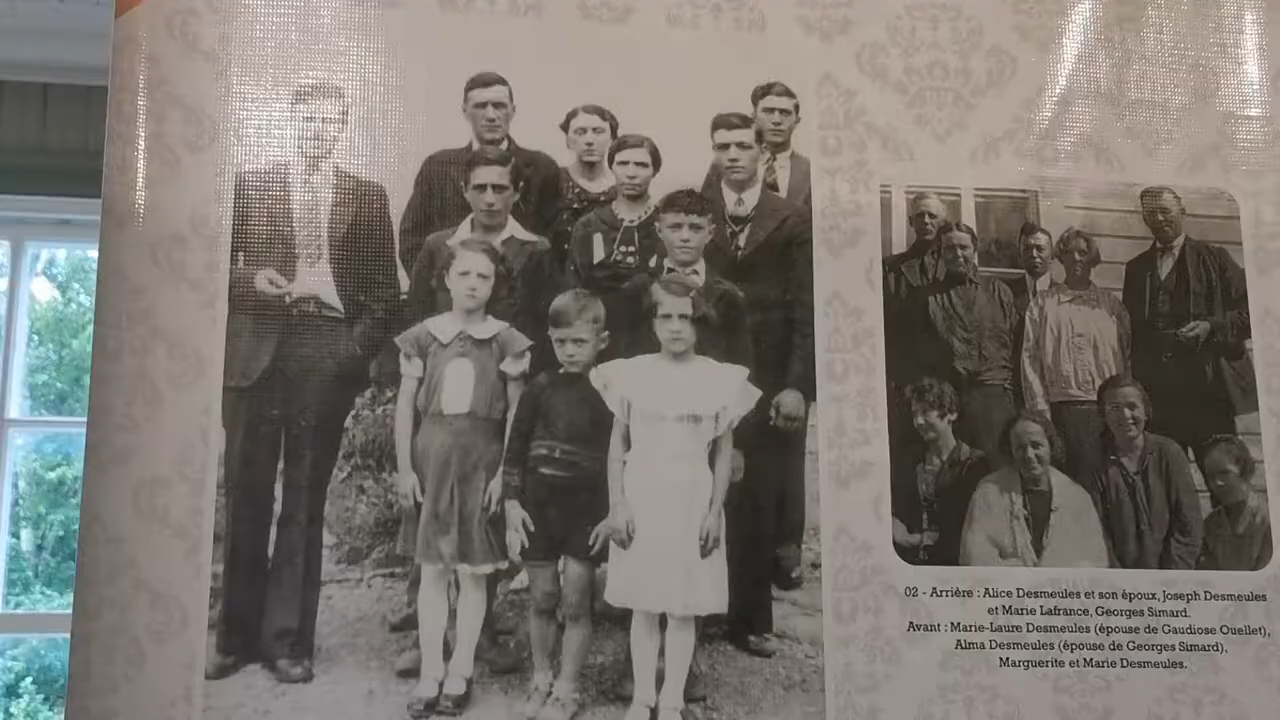 02 - Arrière : Alice Desmeules et son époux, Joseph Desmeules
et Marie Lafrance, Georges Simard.
Avant : Marie-Laure Desmeules (épouse de Gaudiose Ouellet),
Alma Desmeules (épouse de Georges Simard),
Marguerite et Marie Desmeules.